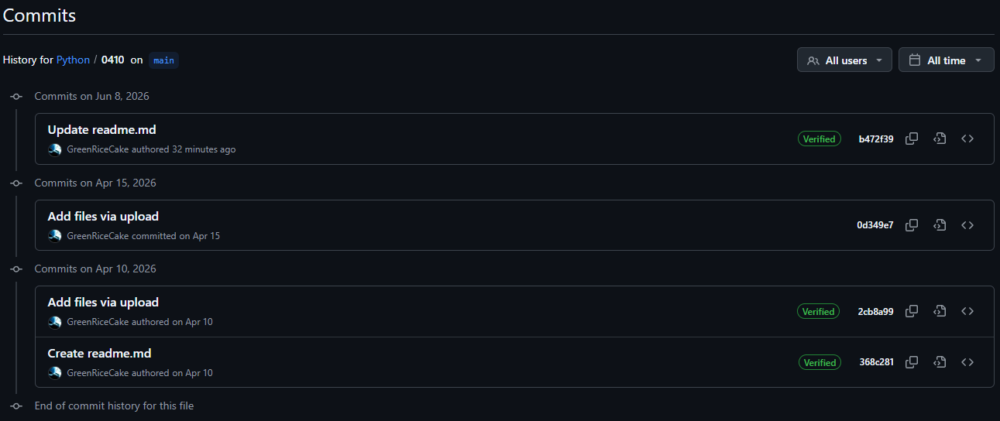 Commits
History for Python / 0410 on main
All users
All time
Commits on Jun 8, 2026
Update readme.md
Verified
b472f39
GreenRiceCake authored 32 minutes ago
Commits on Apr 15, 2026
Add files via upload
0d349e7
GreenRiceCake committed on Apr 15
Commits on Apr 10, 2026
Add files via upload
Verified
2cb8a99
GreenRiceCake authored on Apr 10
Create readme.md
Verified
368c281
GreenRiceCake authored on Apr 10
End of commit history for this file